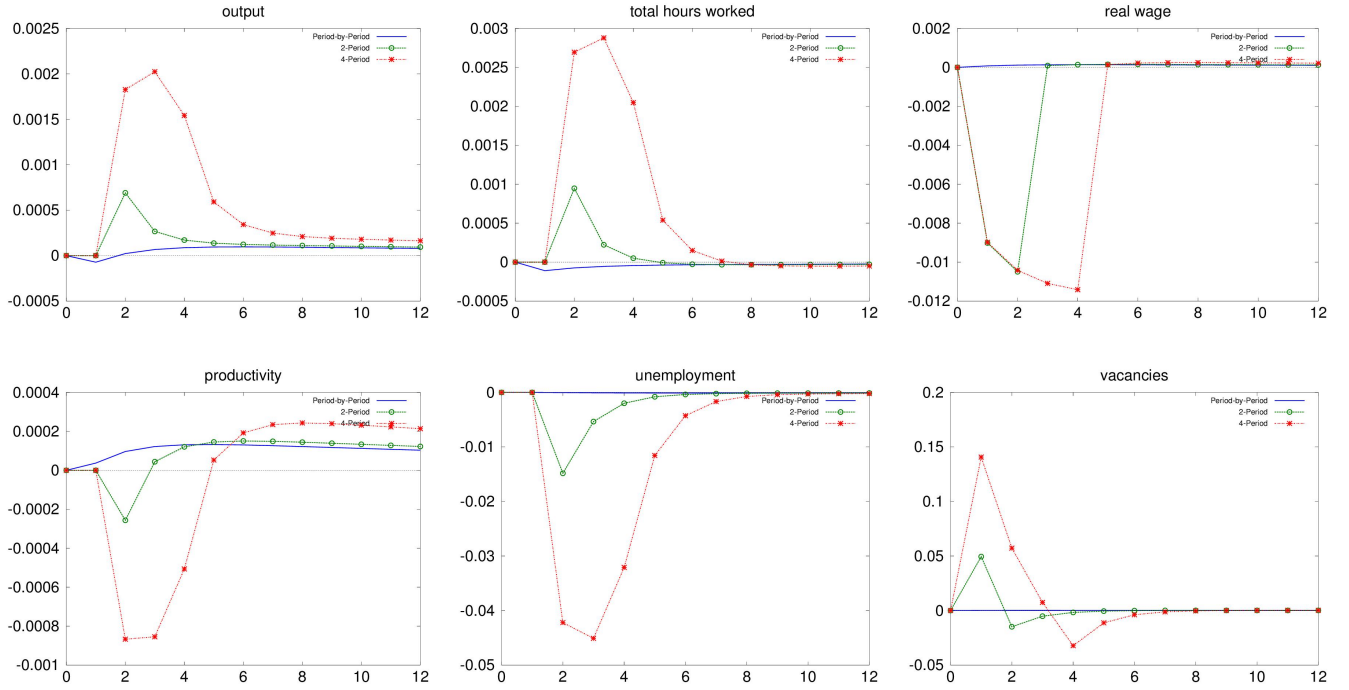 output
Period-by-Period
2-Period
4-Period
0.0025
0.002
0.0015
0.001
0.0005
0
-0.0005
0 2 4 6 8 10 12
total hours worked
Period-by-Period
2-Period
4-Period
0.003
0.0025
0.002
0.0015
0.001
0.0005
0
-0.0005
0 2 4 6 8 10 12
real wage
Period-by-Period
2-Period
4-Period
0.002
0
-0.002
-0.004
-0.006
-0.008
-0.01
-0.012
0 2 4 6 8 10 12
productivity
Period-by-Period
2-Period
4-Period
0.0004
0.0002
0
-0.0002
-0.0004
-0.0006
-0.0008
-0.001
0 2 4 6 8 10 12
unemployment
Period-by-Period
2-Period
4-Period
0
-0.01
-0.02
-0.03
-0.04
-0.05
0 2 4 6 8 10 12
vacancies
Period-by-Period
2-Period
4-Period
0.2
0.15
0.1
0.05
0
-0.05
0 2 4 6 8 10 12